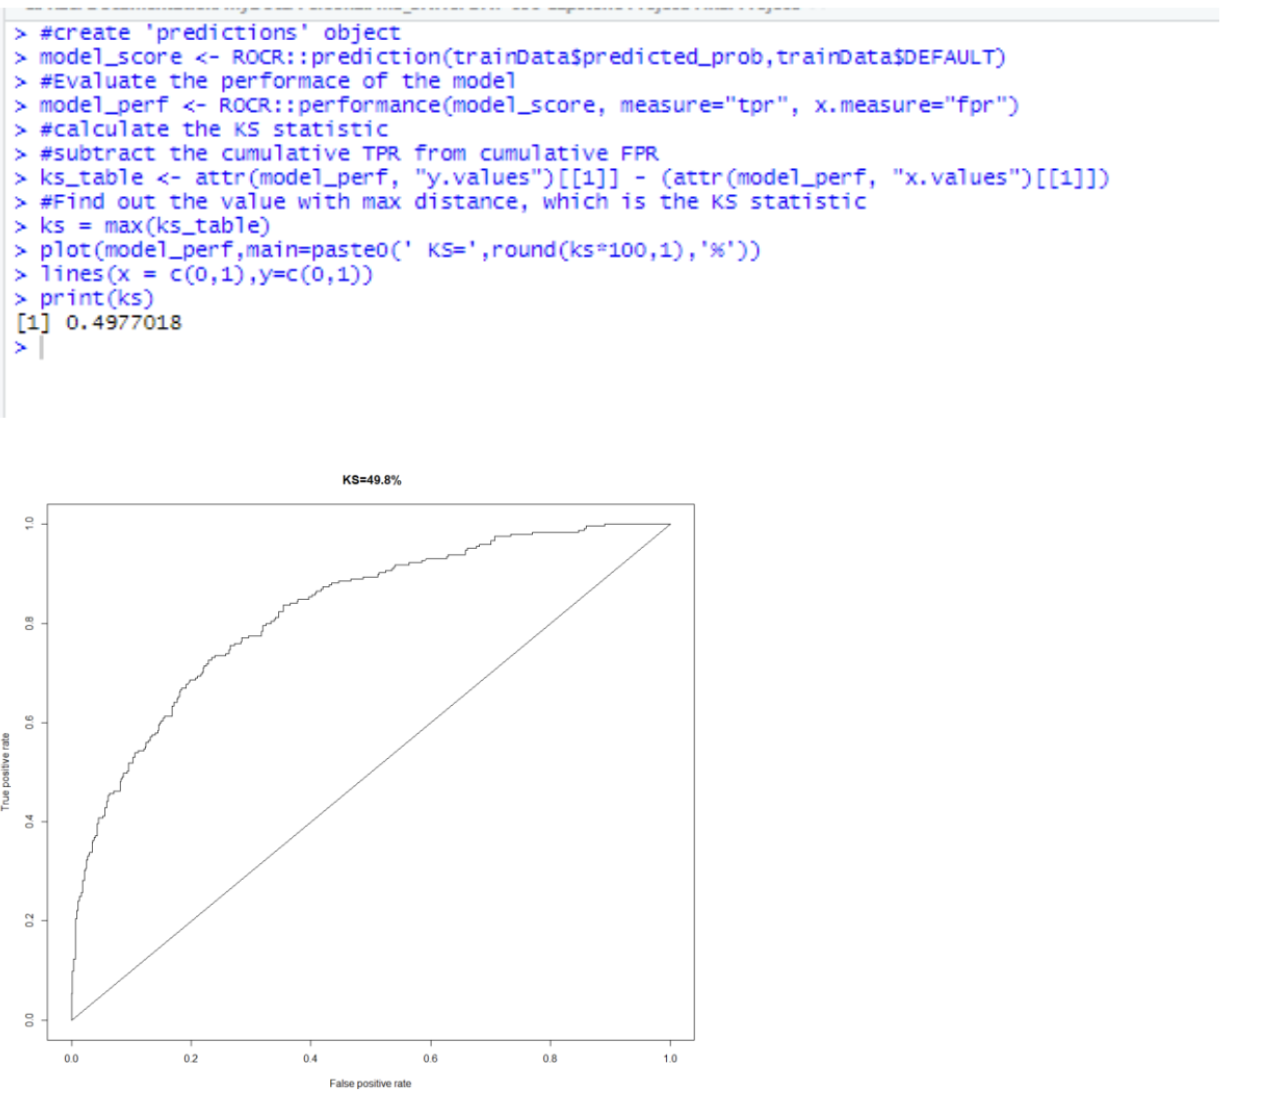 > #create 'predictions' object
> model_score <- ROCR::prediction(trainData$predicted_prob,trainData$DEFAULT)
> #Evaluate the performace of the model
> model_perf <- ROCR::performance(model_score, measure="tpr", x.measure="fpr")
> #calculate the KS statistic
> #subtract the cumulative TPR from cumulative FPR
> ks_table <- attr(model_perf, "y.values")[[1]] - (attr(model_perf, "x.values")[[1]])
> #Find out the value with max distance, which is the KS statistic
> ks = max(ks_table)
> plot(model_perf,main=paste0(' KS=',round(ks*100,1),'%'))
> lines(x = c(0,1),y=c(0,1))
> print(ks)
[1] 0.4977018
>
KS=49.8%
1.0
0.8
0.6
0.4
0.2
0.0
True positive rate
0.0 0.2 0.4 0.6 0.8 1.0
False positive rate